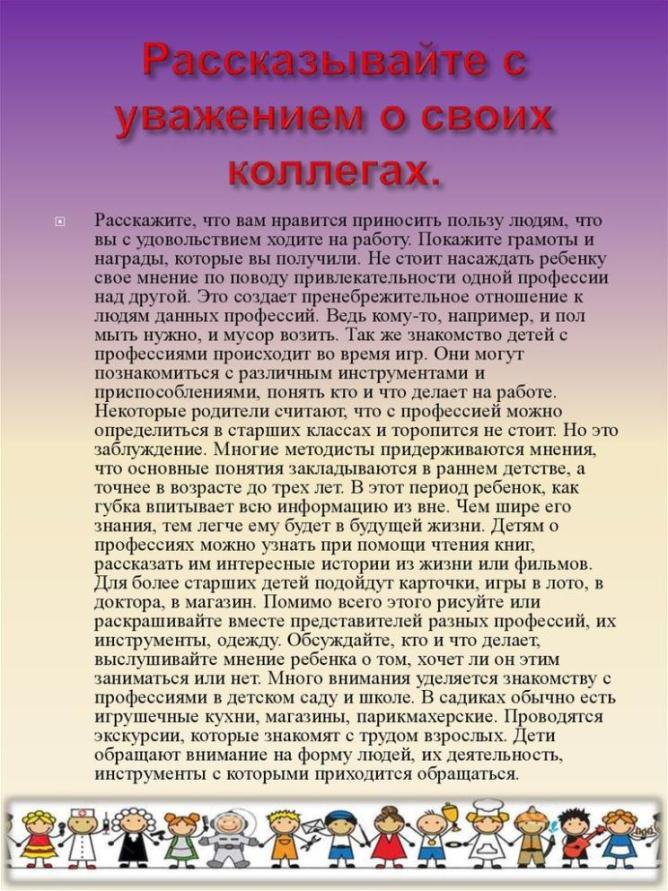 Рассказывайте с
уважением о своих
коллегах.
Расскажите, что вам нравится приносить пользу людям, что
вы с удовольствием ходите на работу. Покажите грамоты и
награды, которые вы получили. Не стоит насаждать ребенку
свое мнение по поводу привлекательности одной профессии
над другой. Это создает пренебрежительное отношение к
людям данных профессий. Ведь кому-то, например, и пол
мыть нужно, и мусор возить. Так же знакомство детей с
профессиями происходит во время игр. Они могут
познакомиться с различным инструментами и
приспособлениями, понять кто и что делает на работе.
Некоторые родители считают, что с профессией можно
определиться в старших классах и торопится не стоит. Но это
заблуждение. Многие методисты придерживаются мнения,
что основные понятия закладываются в раннем детстве, а
точнее в возрасте до трех лет. В этот период ребенок, как
губка впитывает всю информацию из вне. Чем шире его
знания, тем легче ему будет в будущей жизни. Детям о
профессиях можно узнать при помощи чтения книг,
рассказать им интересные истории из жизни или фильмов.
Для более старших детей подойдут карточки, игры в лото, в
доктора, в магазин. Помимо всего этого рисуйте или
раскрашивайте вместе представителей разных профессий, их
инструменты, одежду. Обсуждайте, кто и что делает,
выслушивайте мнение ребенка о том, хочет ли он этим
заниматься или нет. Много внимания уделяется знакомству с
профессиями в детском саду и школе. В садиках обычно есть
игрушечные кухни, магазины, парикмахерские. Проводятся
экскурсии, которые знакомят с трудом взрослых. Дети
обращают внимание на форму людей, их деятельность,
инструменты с которыми приходится обращаться.